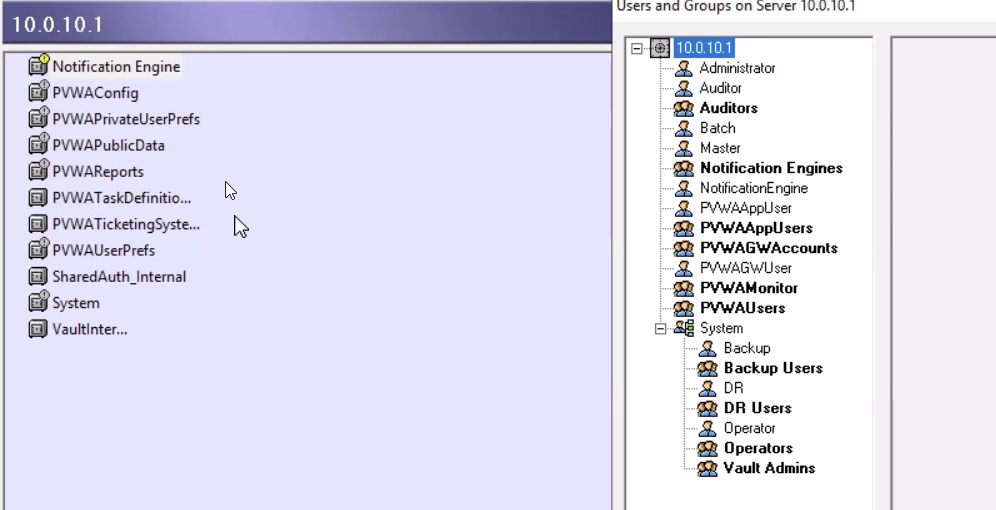 10.0.10.1
Notification Engine
PVWAConfig
PVWAPrivateUserPrefs
PVWAPublicData
PVWAReports
PVWATaskDefinitio...
PVWATicketingSyste...
PVWAUserPrefs
SharedAuth_Internal
System
VaultInter...
Users and Groups on Server 10.0.10.1
10.0.10.1
Administrator
Auditor
Auditors
Batch
Master
Notification Engines
NotificationEngine
PVWAAppUser
PVWAAppUsers
PVWAGWAccounts
PVWAGWUser
PVWAMonitor
PVWAUsers
System
Backup
Backup Users
DR
DR Users
Operator
Operators
Vault Admins